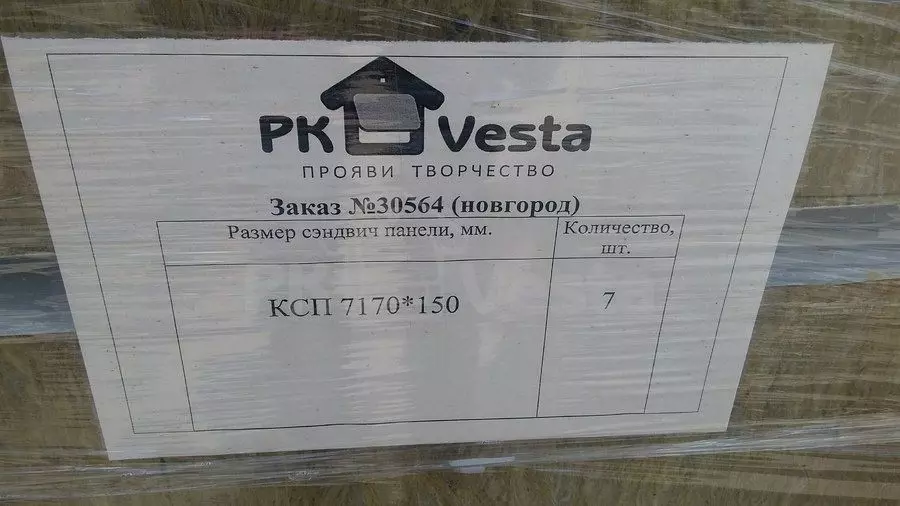 PK Vesta
ПРОЯВИ ТВОРЧЕСТВО
Заказ №30564 (новгород)
Размер сэндвич панели, мм.
Количество, шт.
КСП 7170*150
7